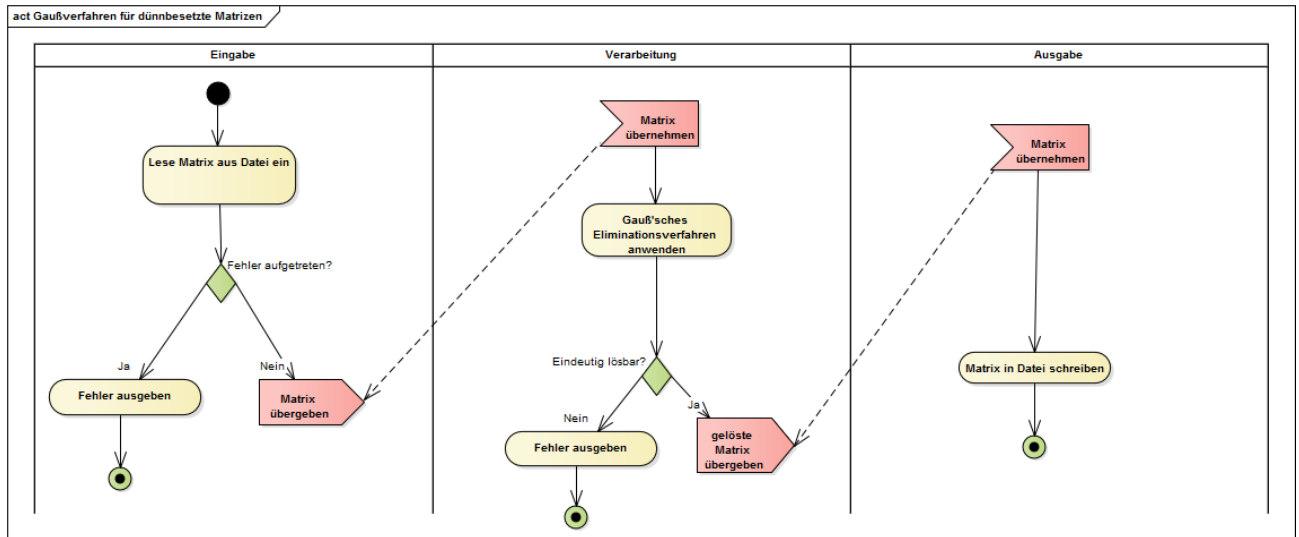 act Gaußverfahren für dünnbesetzte Matrizen
Eingabe
Verarbeitung
Ausgabe
Lese Matrix aus Datei ein
Fehler aufgetreten?
Ja
Nein
Fehler ausgeben
Matrix
übergeben
Matrix
übernehmen
Gauß'sches
Eliminationsverfahren
anwenden
Eindeutig lösbar?
Nein
Ja
Fehler ausgeben
gelöste
Matrix
übergeben
Matrix
übernehmen
Matrix in Datei schreiben